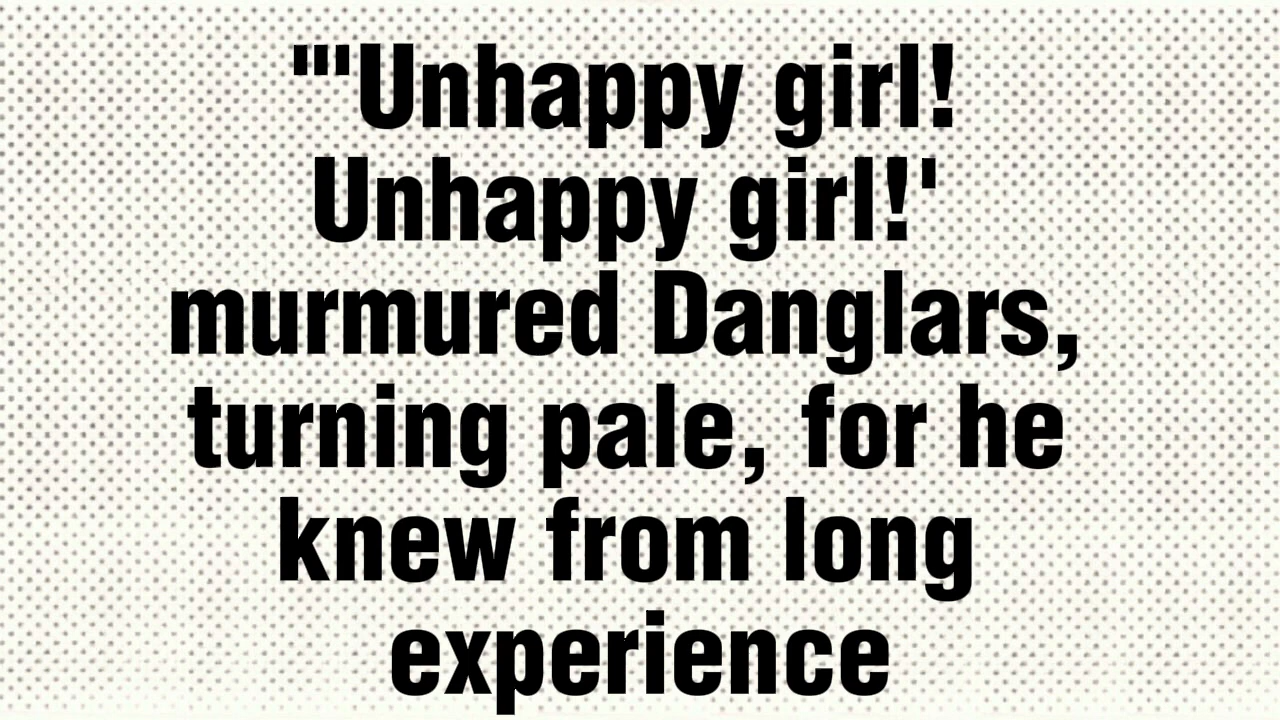 "'Unhappy girl!
Unhappy girl!'
murmured Danglars,
turning pale, for he
knew from long
experience